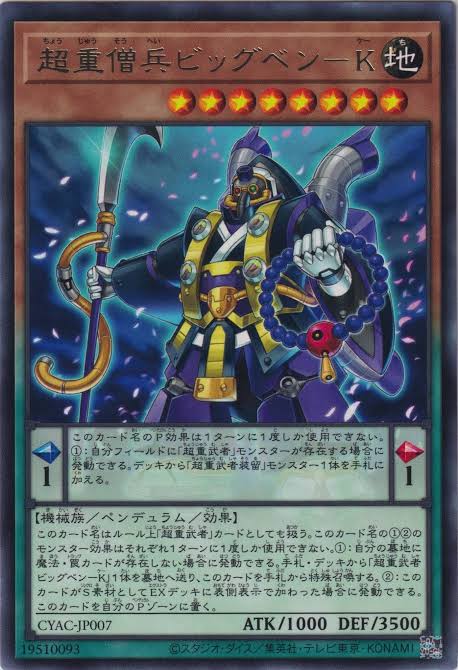 超重僧兵ビッグベン－K
地
このカード名のP効果は1ターンに1度しか使用できない。
①：自分フィールドに「超重武者」モンスターが存在する場合に
発動できる。デッキから「超重武者装留」モンスター1体を手札に
加える。
1
1
【機械族／ペンデュラム／効果】
このカード名はルール上「超重武者」カードとしても扱う。このカード名の①②の
モンスター効果はそれぞれ1ターンに1度しか使用できない。①：自分の墓地に
魔法・罠カードが存在しない場合に発動できる。手札・デッキから「超重武者
ビッグベン－K」1体を墓地へ送り、このカードを手札から特殊召喚する。②：この
カードがS素材としてEXデッキに表側表示で加わった場合に発動できる。
このカードを自分のPゾーンに置く。
CYAC-JP007
ATK/1000 DEF/3500
19510093
©スタジオ・ダイス／集英社・テレビ東京・KONAMI